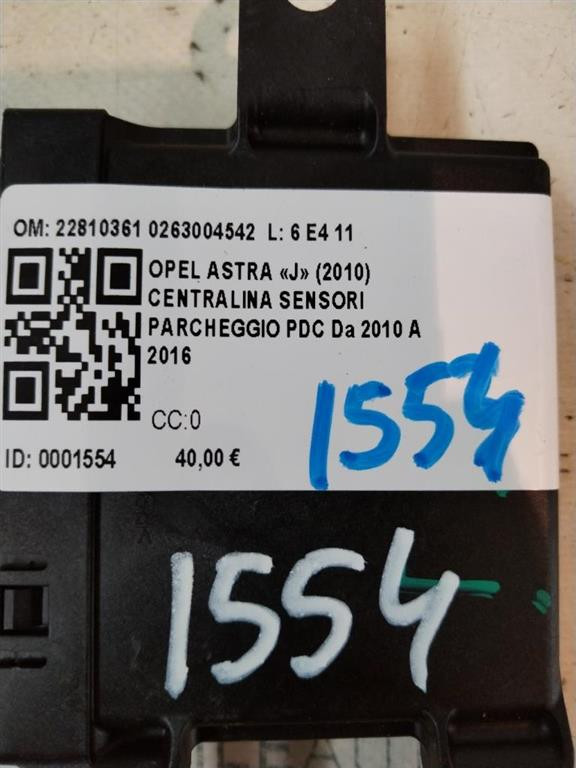 OM: 22810361 0263004542 L: 6 E4 11
OPEL ASTRA «J» (2010)
CENTRALINA SENSORI
PARCHEGGIO PDC Da 2010 A
2016
CC:0
ID: 0001554 40,00 €
1554
1554